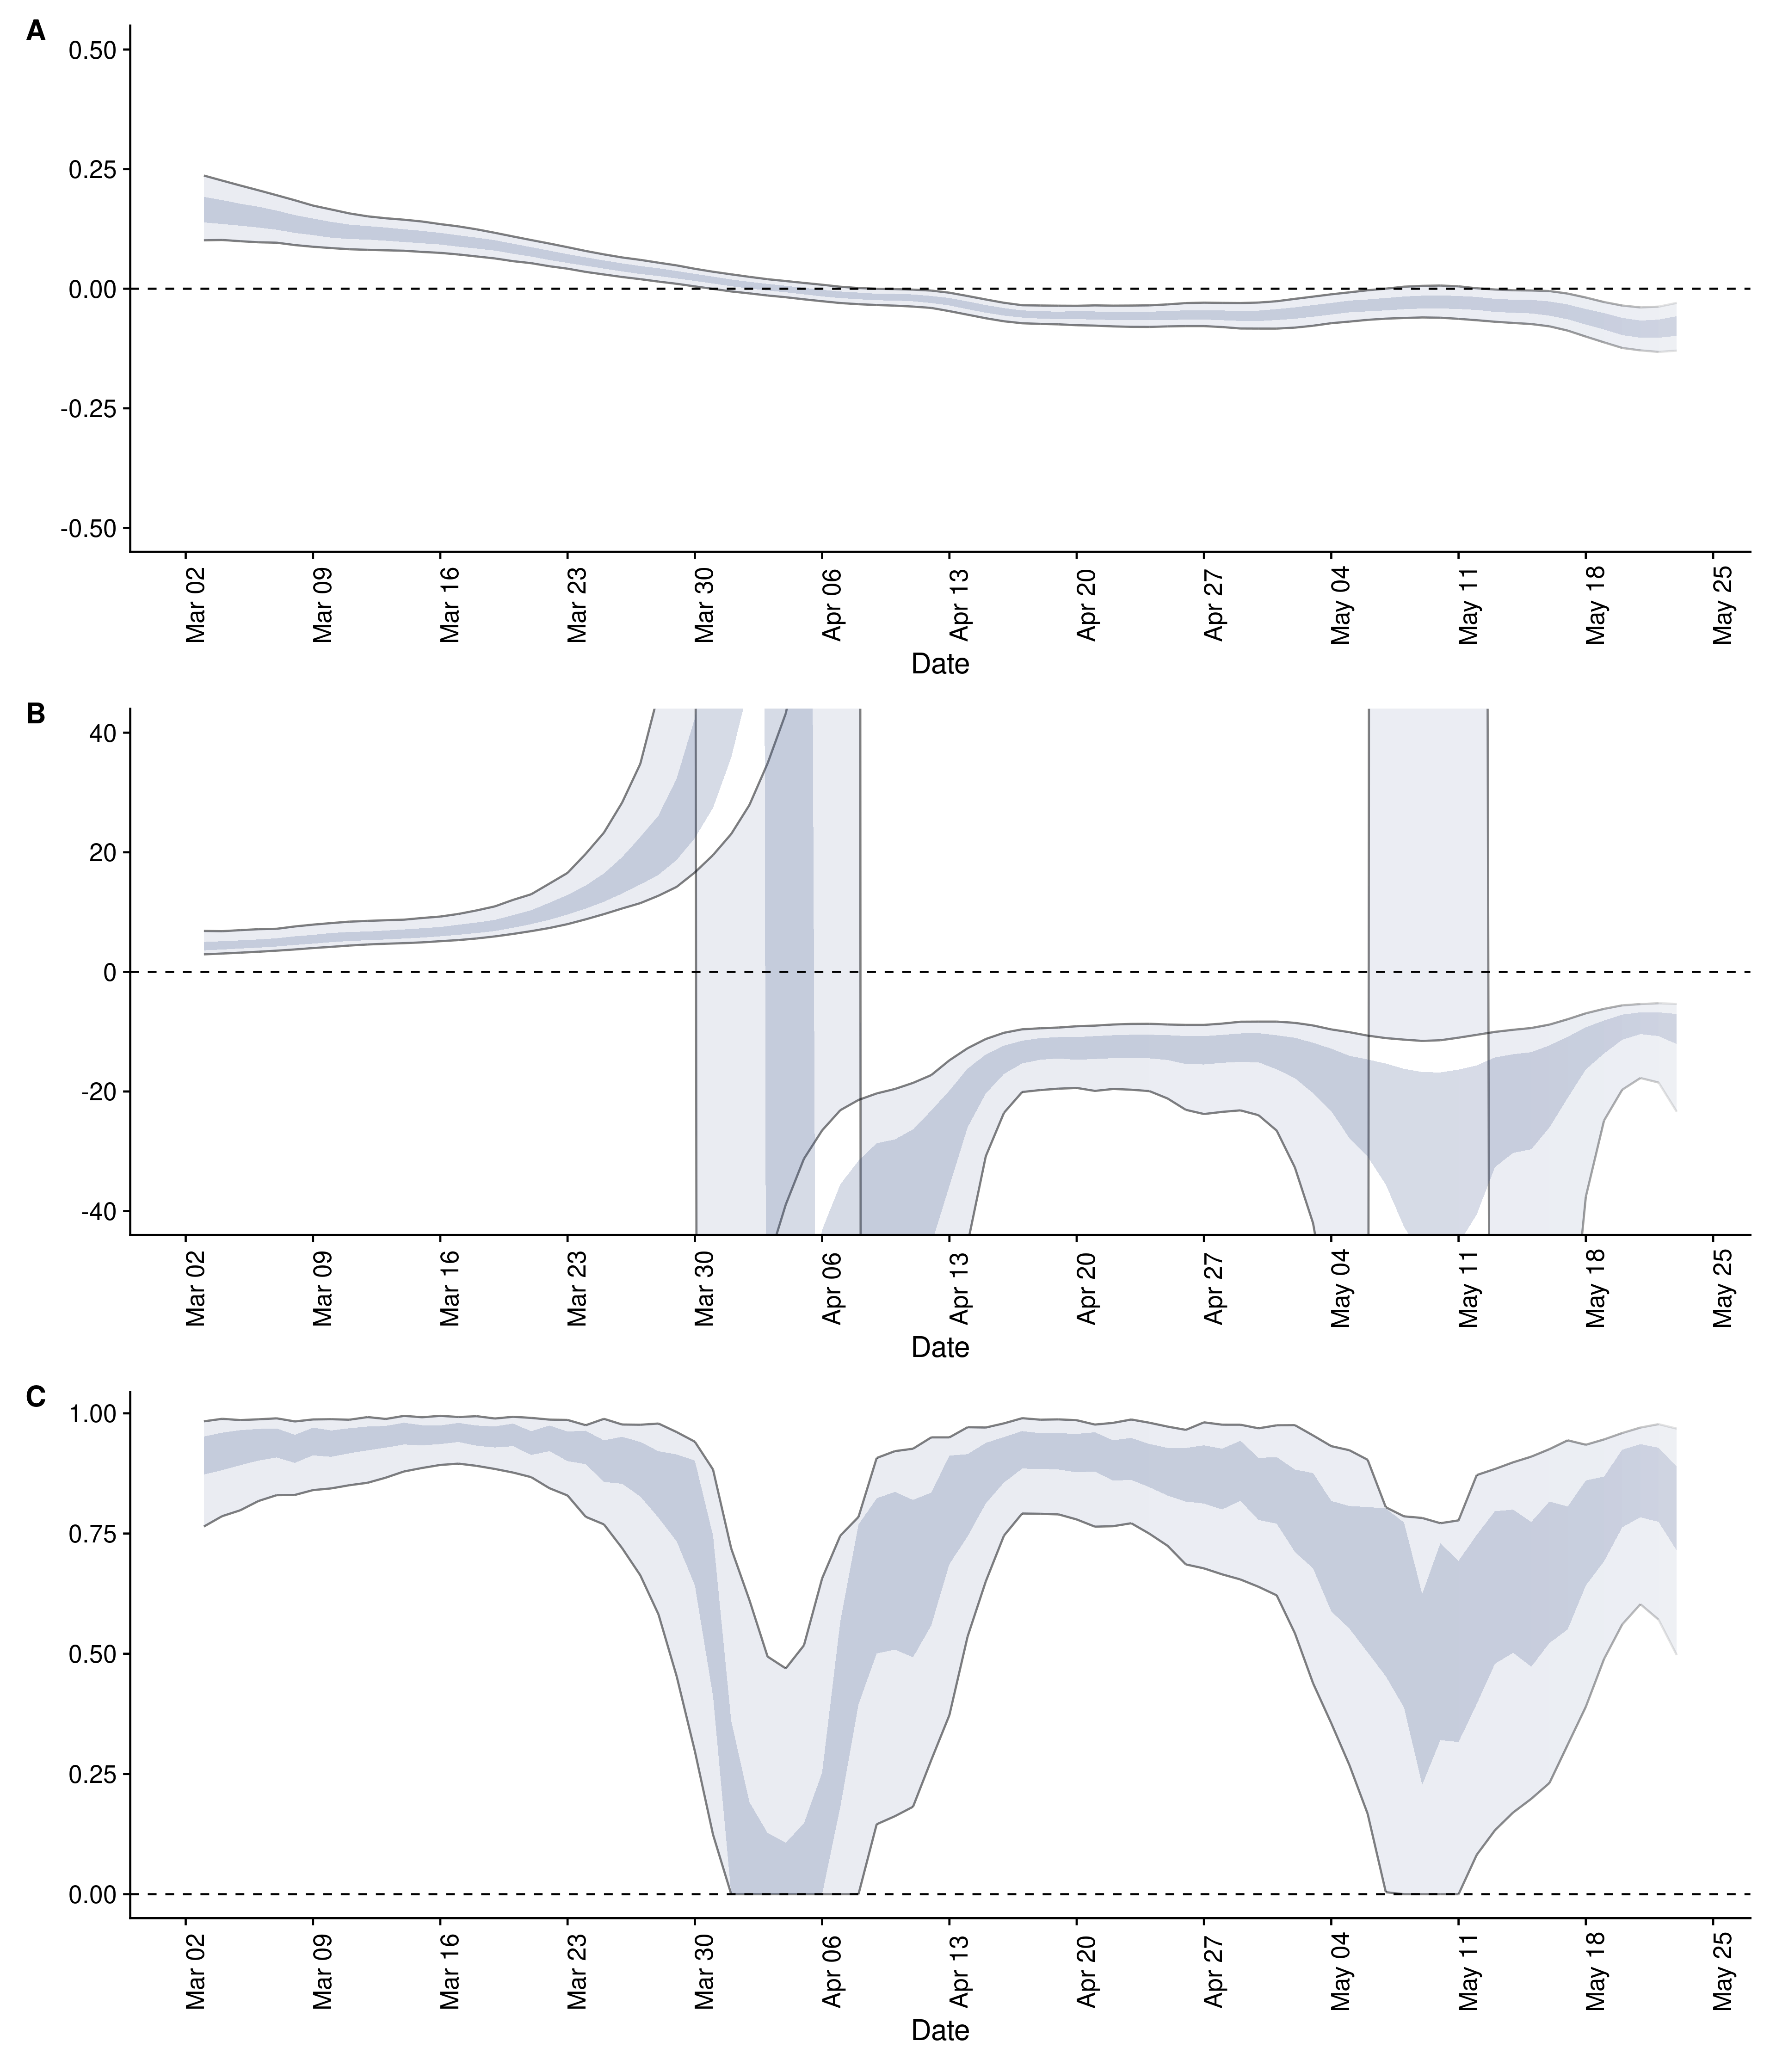 A
0.50
0.25
0.00
-0.25
-0.50
Mar 02
Mar 09
Mar 16
Mar 23
Mar 30
Apr 06
Apr 13
Apr 20
Apr 27
May 04
May 11
May 18
May 25
Date
B
40
20
0
-20
-40
Mar 02
Mar 09
Mar 16
Mar 23
Mar 30
Apr 06
Apr 13
Apr 20
Apr 27
May 04
May 11
May 18
May 25
Date
C
1.00
0.75
0.50
0.25
0.00
Mar 02
Mar 09
Mar 16
Mar 23
Mar 30
Apr 06
Apr 13
Apr 20
Apr 27
May 04
May 11
May 18
May 25
Date